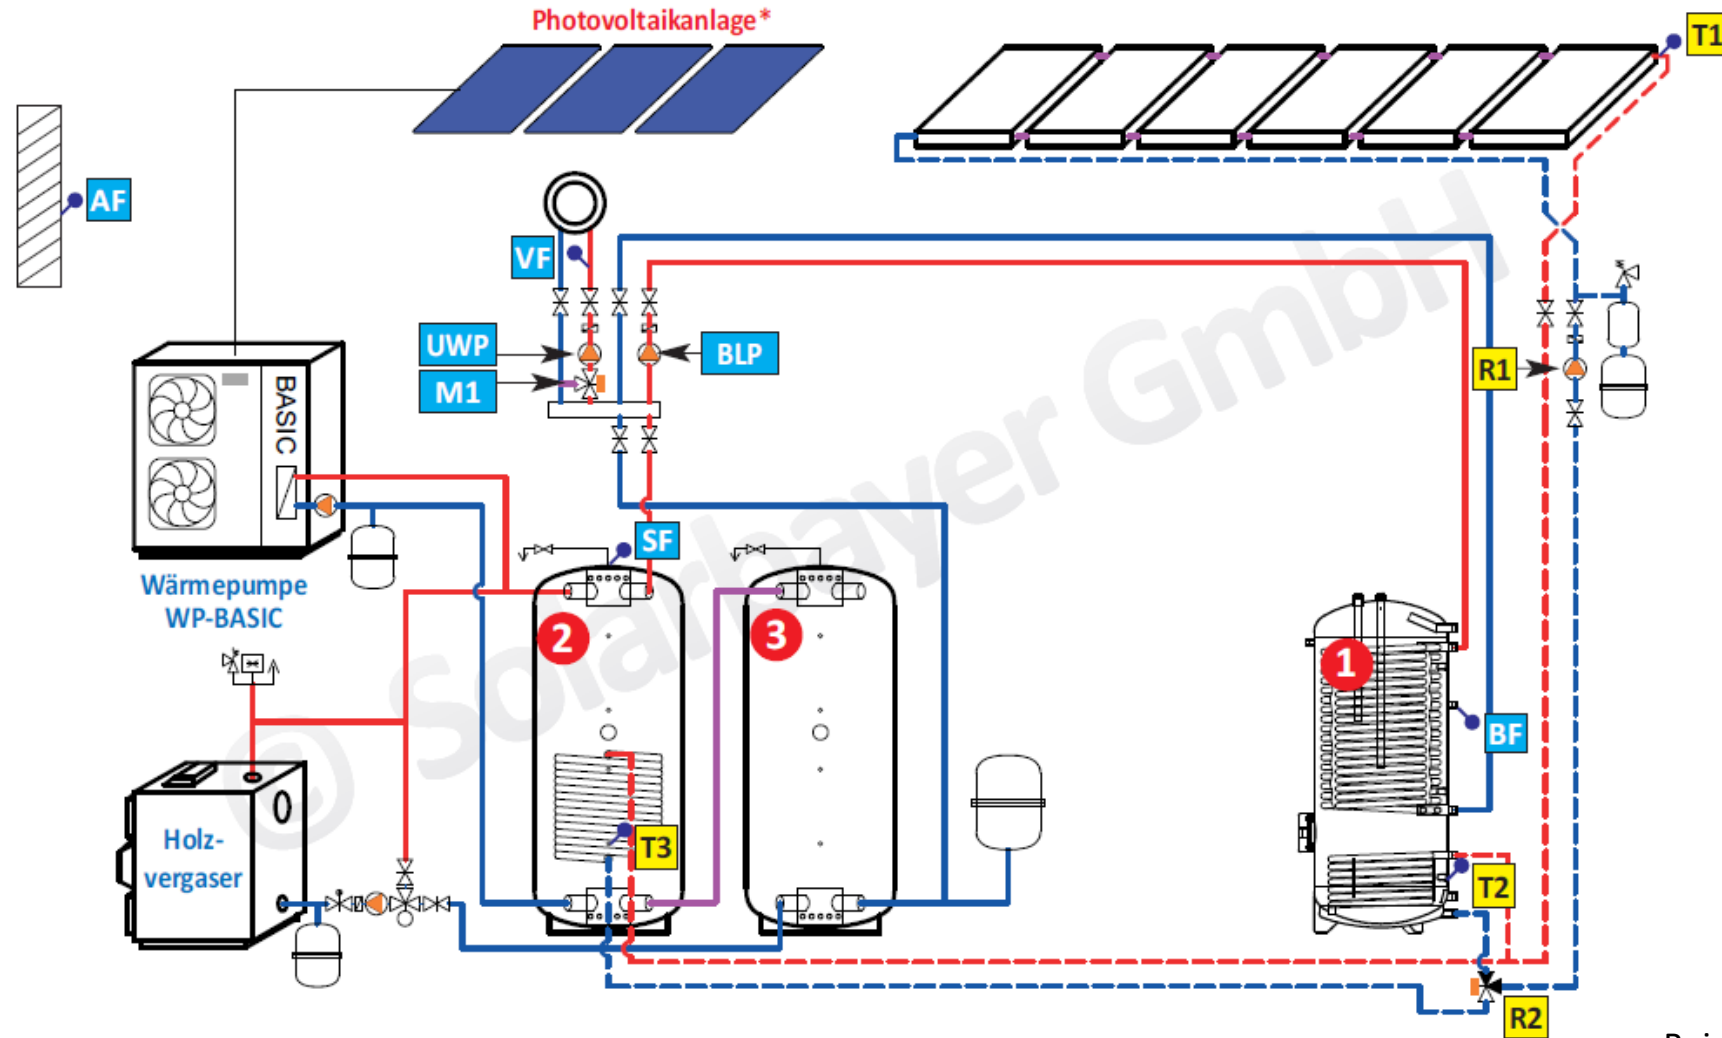 Photovoltaikanlage*
T1
AF
VF
UWP
BLP
M1
R1
BASIC
SF
Wärmepumpe
WP-BASIC
2
3
1
BF
Holz-
vergaser
T3
T2
R2
© Solarbayer GmbH